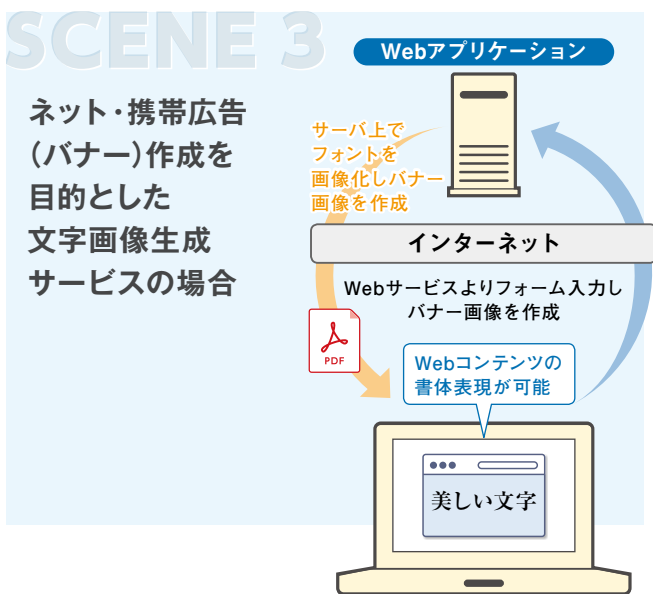 SCENE 3
ネット・携帯広告
(バナー)作成を
目的とした
文字画像生成
サービスの場合
Webアプリケーション
サーバ上で
フォントを
画像化しバナー
画像を作成
インターネット
Webサービスよりフォーム入力し
バナー画像を作成
PDF
Webコンテンツの
書体表現が可能
美しい文字